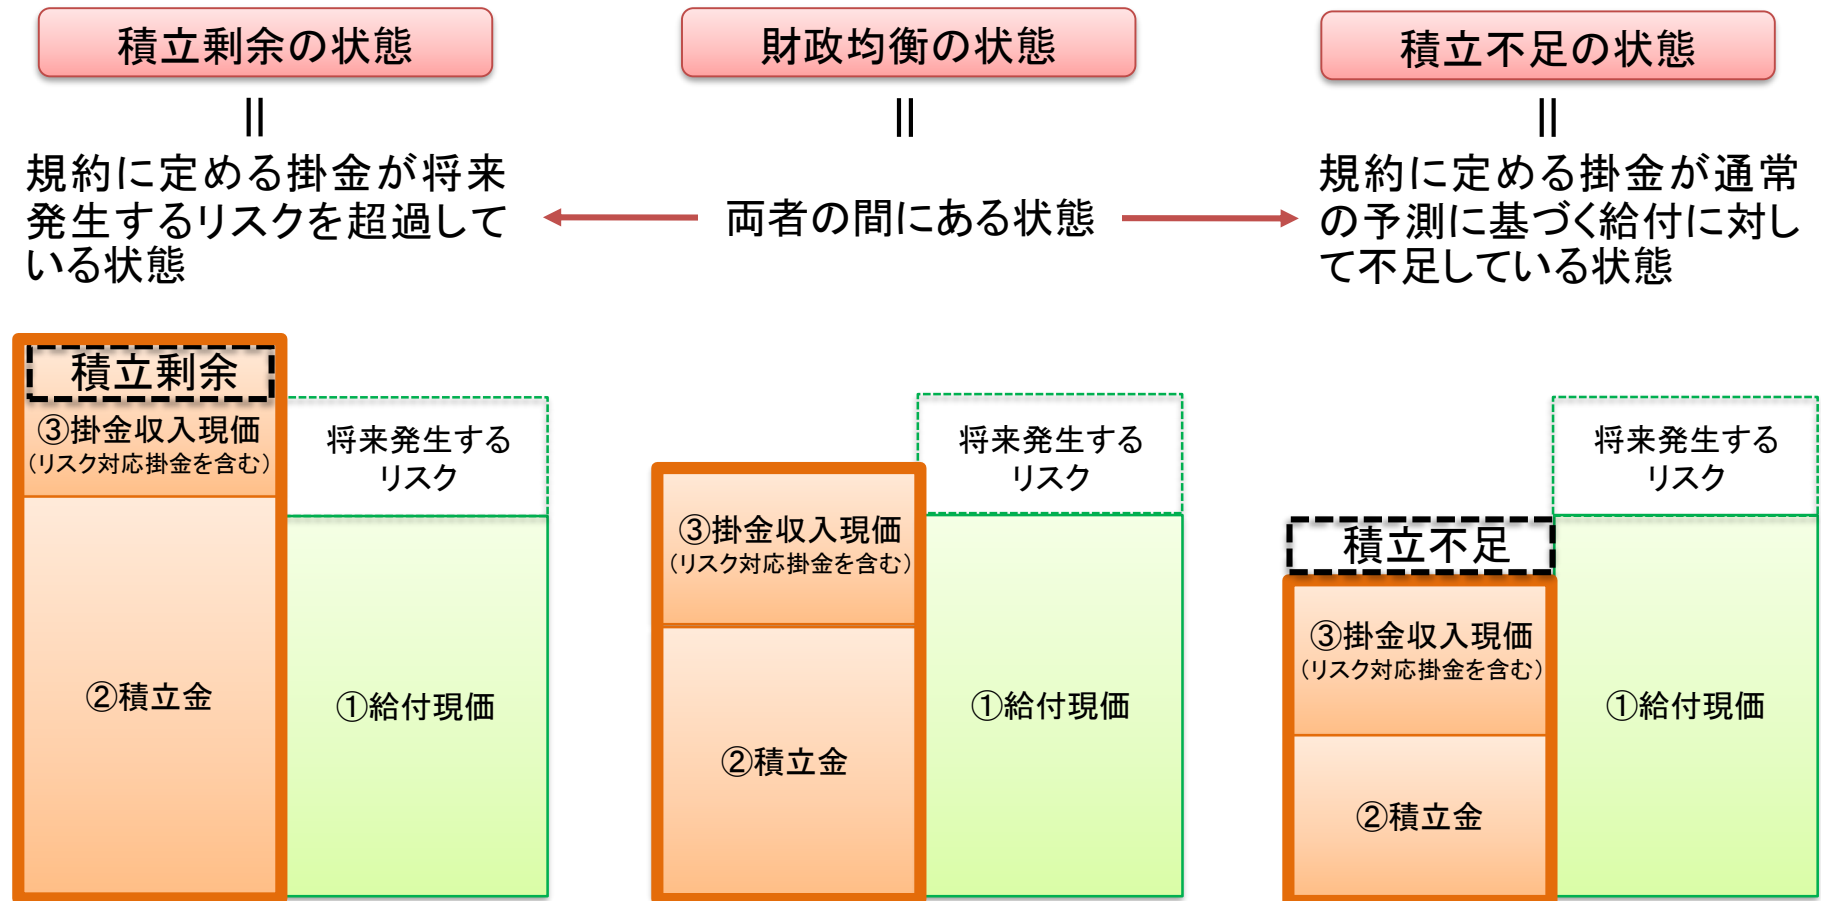 積立剰余の状態
||
規約に定める掛金が将来
発生するリスクを超過して
いる状態
財政均衡の状態
||
両者の間にある状態
積立不足の状態
||
規約に定める掛金が通常
の予測に基づく給付に対し
て不足している状態
積立剰余
③掛金収入現価
(リスク対応掛金を含む)
②積立金
将来発生する
リスク
①給付現価
③掛金収入現価
(リスク対応掛金を含む)
②積立金
将来発生する
リスク
①給付現価
積立不足
③掛金収入現価
(リスク対応掛金を含む)
②積立金
将来発生する
リスク
①給付現価